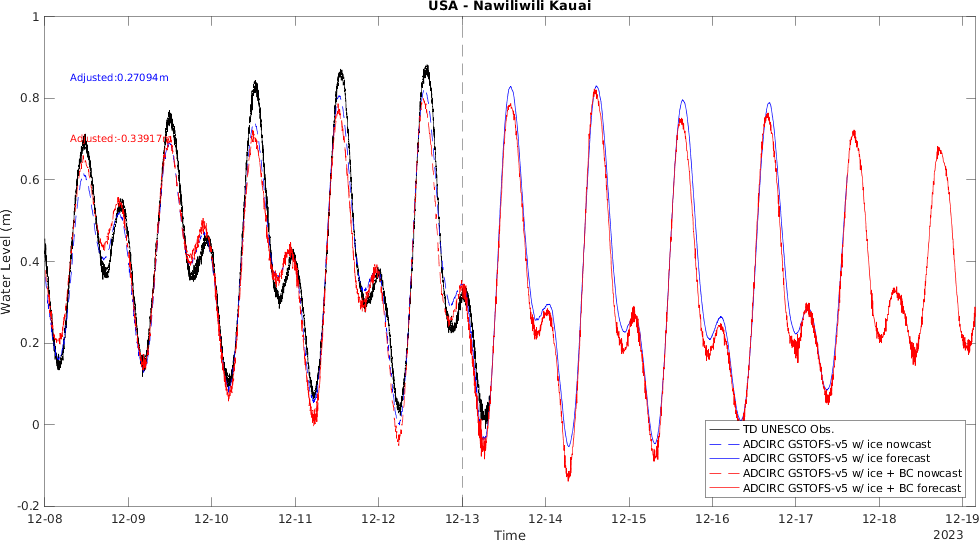 USA - Nawiliwili Kauai
1
0.8
0.6
0.4
0.2
0
-0.2
Water Level (m)
Adjusted:0.27094m
Adjusted:-0.33917m
TD UNESCO Obs.
ADCIRC GSTOFS-v5 w/ ice nowcast
ADCIRC GSTOFS-v5 w/ ice forecast
ADCIRC GSTOFS-v5 w/ ice + BC nowcast
ADCIRC GSTOFS-v5 w/ ice + BC forecast
12-08 12-09 12-10 12-11 12-12 12-13 12-14 12-15 12-16 12-17 12-18 12-19
Time
2023